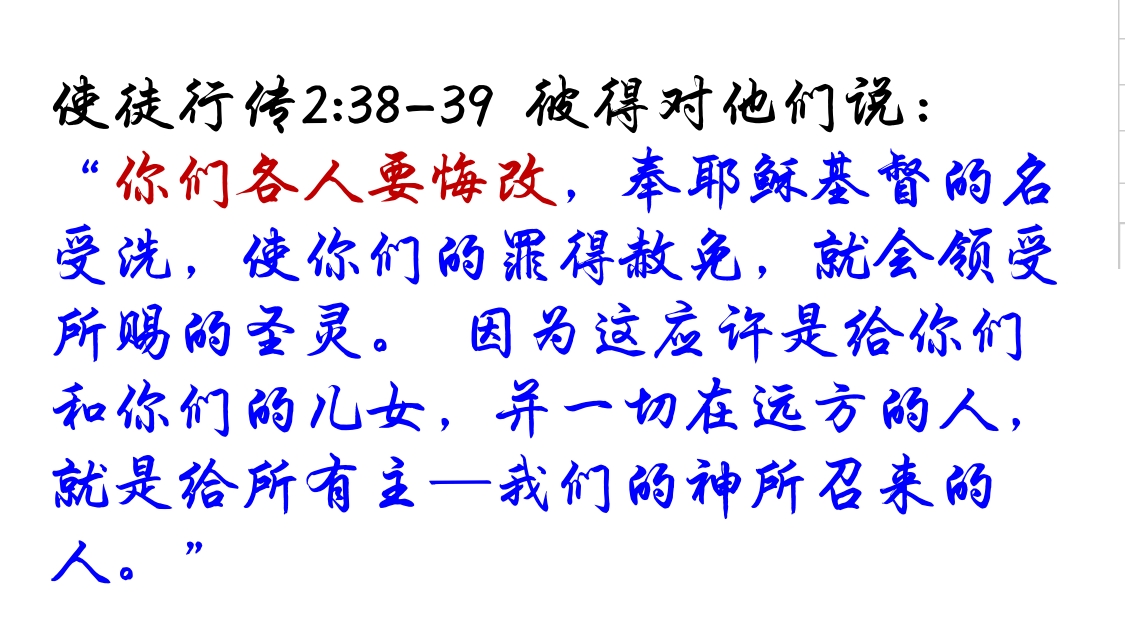 使徒行传2:38-39 彼得对他们说：
“你们各人要悔改，奉耶稣基督的名
受洗，使你们的罪得赦免，就会领受
所赐的圣灵。 因为这应许是给你们
和你们的儿女，并一切在远方的人，
就是给所有主—我们的神所召来的
人。”